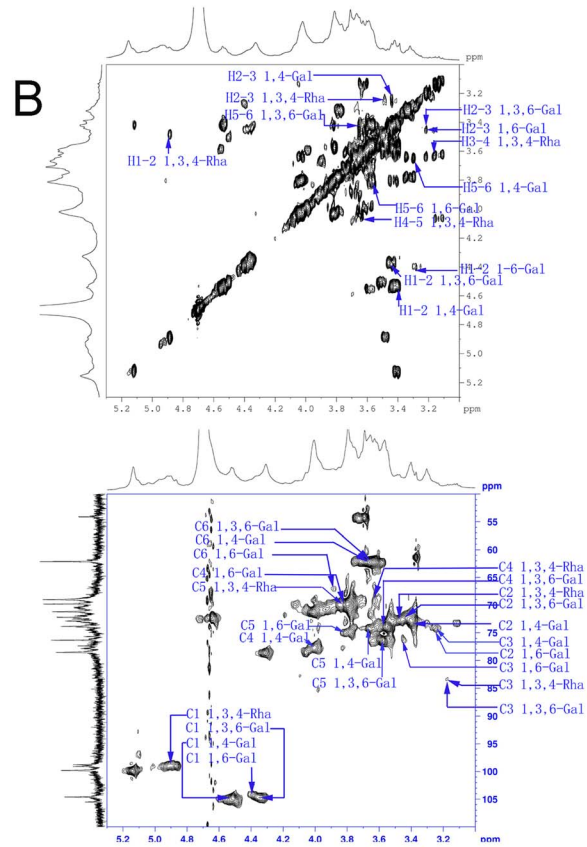 B
ppm
H2-3 1,4-Gal
H2-3 1,3,4-Rha
H5-6 1,3,6-Gal
H1-2 1,3,4-Rha
H2-3 1,3,6-Gal
H2-3 1,6-Gal
H3-4 1,3,4-Rha
H5-6 1,4-Gal
H5-6 1,6-Gal
H4-5 1,3,4-Rha
H1-2 1-6-Gal
H1-2 1,3,6-Gal
H1-2 1,4-Gal
3.2
3.4
3.6
3.8
4.0
4.2
4.4
4.6
4.8
5.0
5.2
5.2 5.0 4.8 4.6 4.4 4.2 4.0 3.8 3.6 3.4 3.2
ppm
ppm
C6 1,3,6-Gal
C6 1,4-Gal
C6 1,6-Gal
C4 1,6-Gal
C5 1,3,4-Rha
C5 1,6-Gal
C4 1,4-Gal
C5 1,4-Gal
C5 1,3,6-Gal
C4 1,3,4-Rha
C4 1,3,6-Gal
C2 1,3,4-Rha
C2 1,3,6-Gal
C2 1,4-Gal
C3 1,4-Gal
C2 1,6-Gal
C3 1,6-Gal
C3 1,3,4-Rha
C3 1,3,6-Gal
C1 1,3,4-Rha
C1 1,3,6-Gal
C1 1,4-Gal
C1 1,6-Gal
55
60
65
70
75
80
85
90
95
100
105
5.2 5.0 4.8 4.6 4.4 4.2 4.0 3.8 3.6 3.4 3.2 ppm